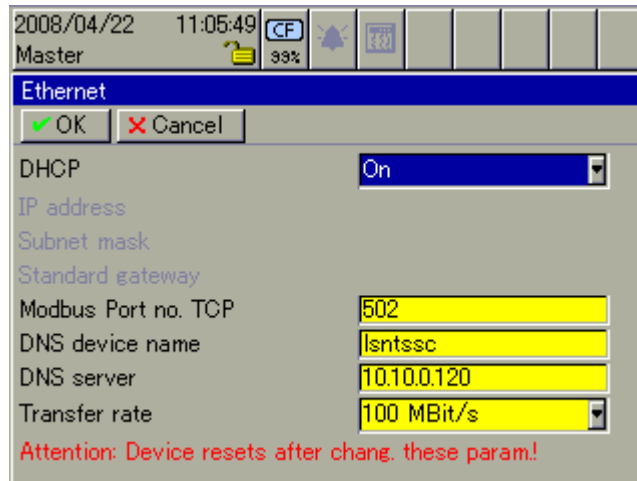 2008/04/22 11:05:49 CF
Master 99%
Ethernet
OK Cancel
DHCP On
IP address
Subnet mask
Standard gateway
Modbus Port no. TCP 502
DNS device name lsntssc
DNS server 10.10.0.120
Transfer rate 100 MBit/s
Attention: Device resets after chang. these param.!